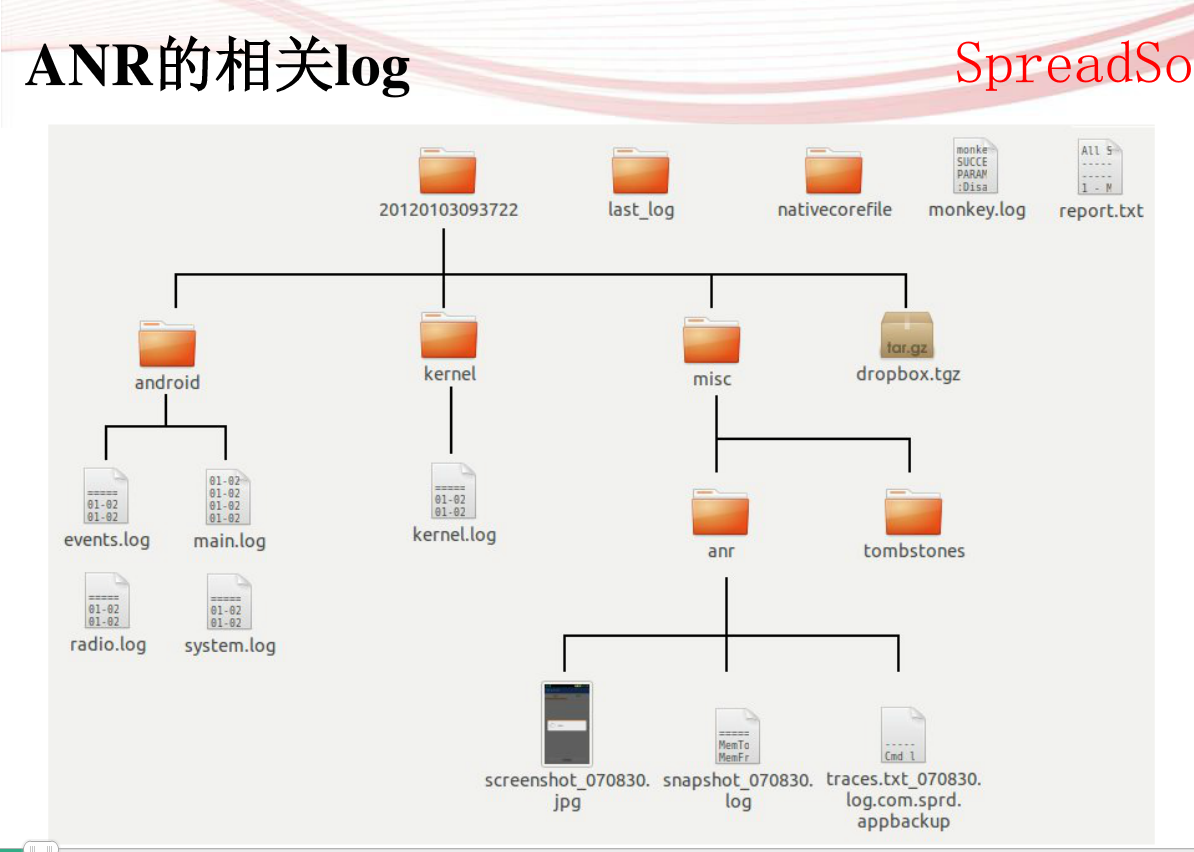 ANR的相关log
SpreadSo
monke
SUCCE
PARAM
:Disa
All S
-----
-----
1 - M
20120103093722
last_log
nativecorefile
monkey.log
report.txt
tar.gz
android
kernel
misc
dropbox.tgz
=====
01-02
01-02
01-02
01-02
01-02
01-02
=====
01-02
01-02
events.log
main.log
kernel.log
anr
tombstones
=====
01-02
01-02
=====
01-02
01-02
radio.log
system.log
=====
MemTo
MemFr
-----
Cmd l
screenshot_070830.
jpg
snapshot_070830.
log
traces.txt_070830.
log.com.sprd.
appbackup